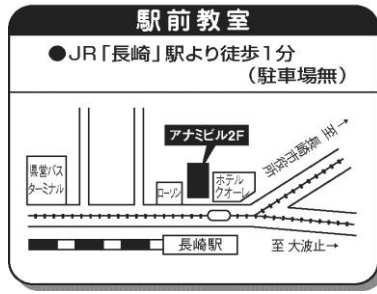 駅前教室
●JR「長崎」駅より徒歩1分
(駐車場無)
アナミビル2F
至 長崎市役所→
県営バス
ターミナル
ローソン
ホテル
クオーレ
長崎駅
至 大波止→